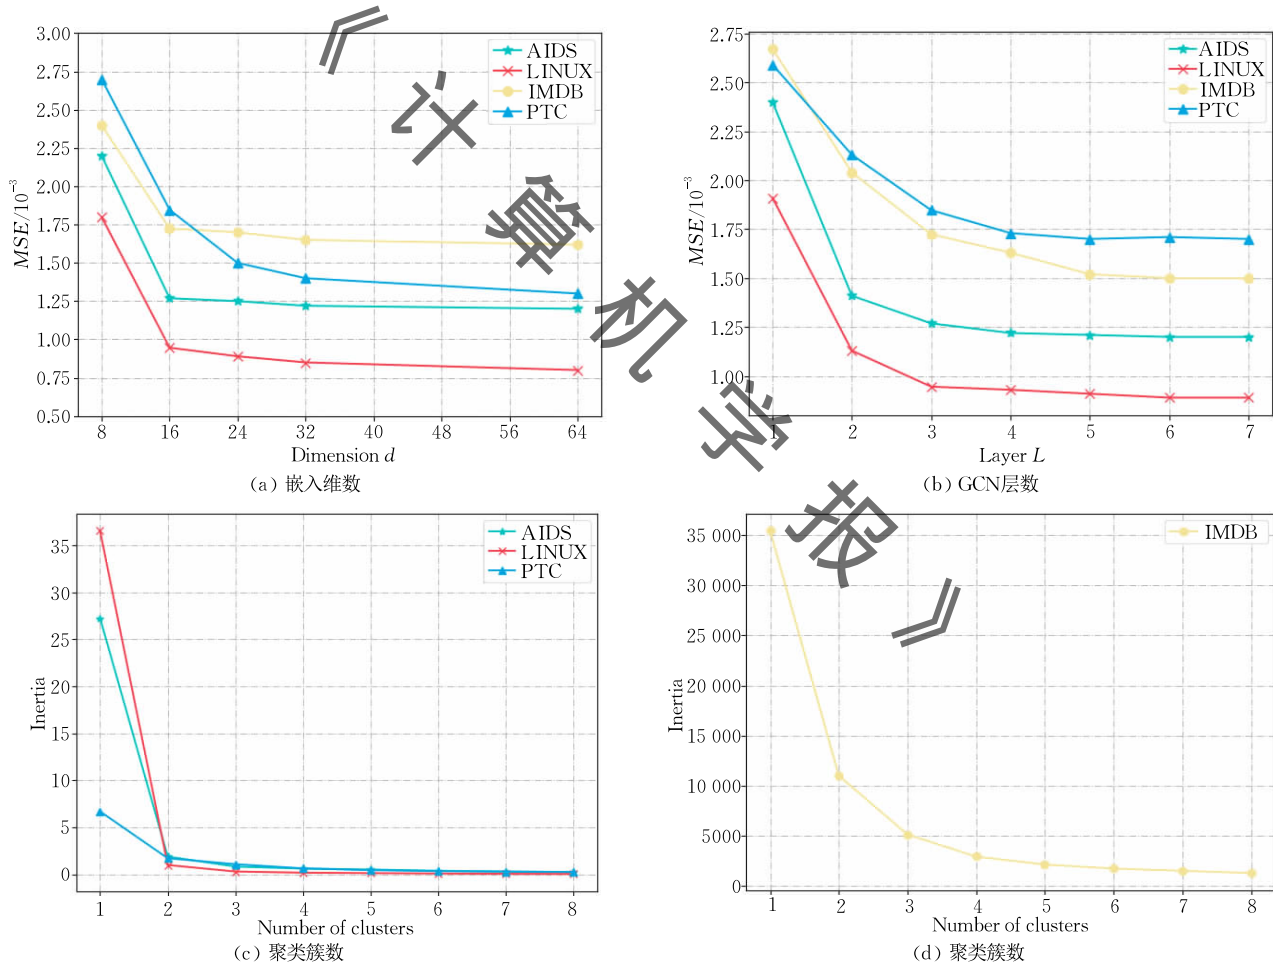 3.00
2.75
2.50
2.25
2.00
1.75
1.50
1.25
1.00
0.75
0.50
MSE/10⁻³
AIDS
LINUX
IMDB
PTC
8 16 24 32 40 48 56 64
Dimension d
(a) 嵌入维数
2.75
2.50
2.25
2.00
1.75
1.50
1.25
1.00
MSE/10⁻³
AIDS
LINUX
IMDB
PTC
1 2 3 4 5 6 7
Layer L
(b) GCN层数
35
30
25
20
15
10
5
0
Inertia
AIDS
LINUX
PTC
1 2 3 4 5 6 7 8
Number of clusters
(c) 聚类簇数
35 000
30 000
25 000
20 000
15 000
10 000
5000
0
Inertia
IMDB
1 2 3 4 5 6 7 8
Number of clusters
(d) 聚类簇数
《计算机学报》